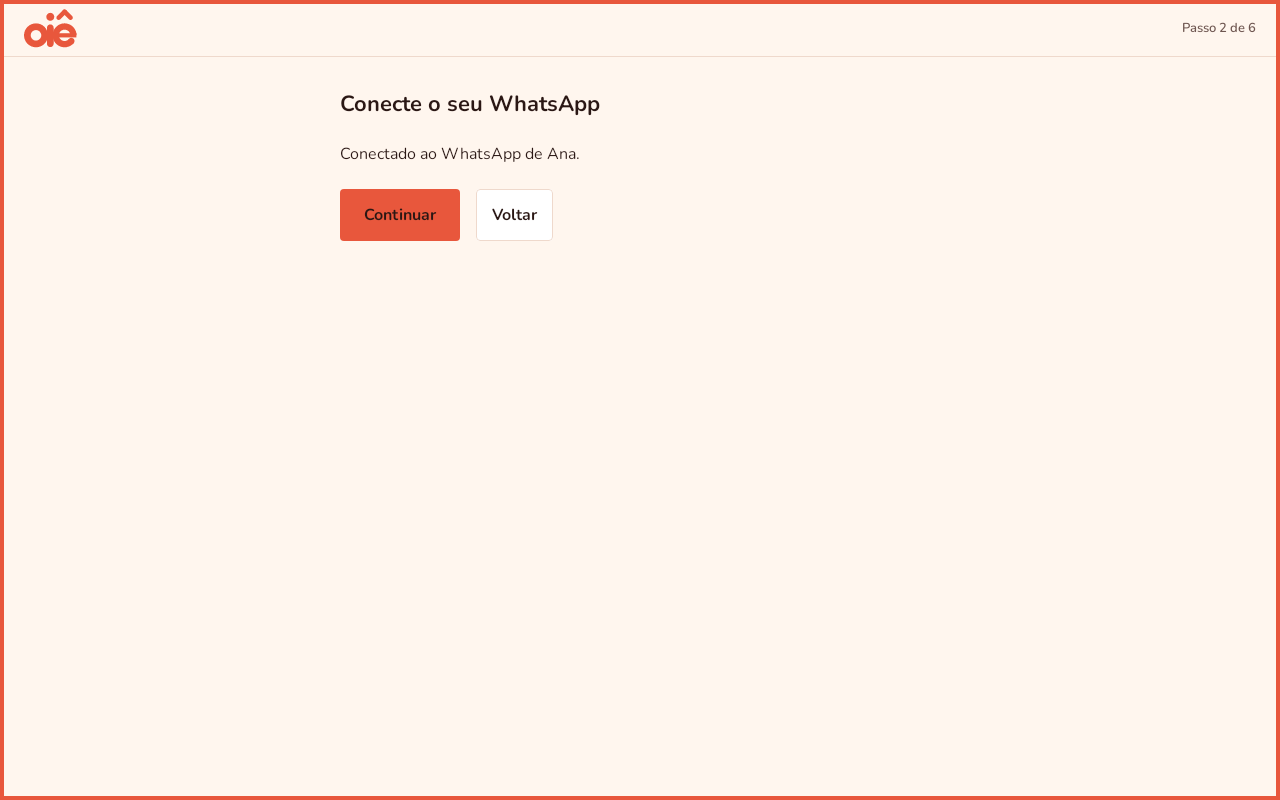 oiê
Passo 2 de 6
Conecte o seu WhatsApp
Conectado ao WhatsApp de Ana.
Continuar
Voltar